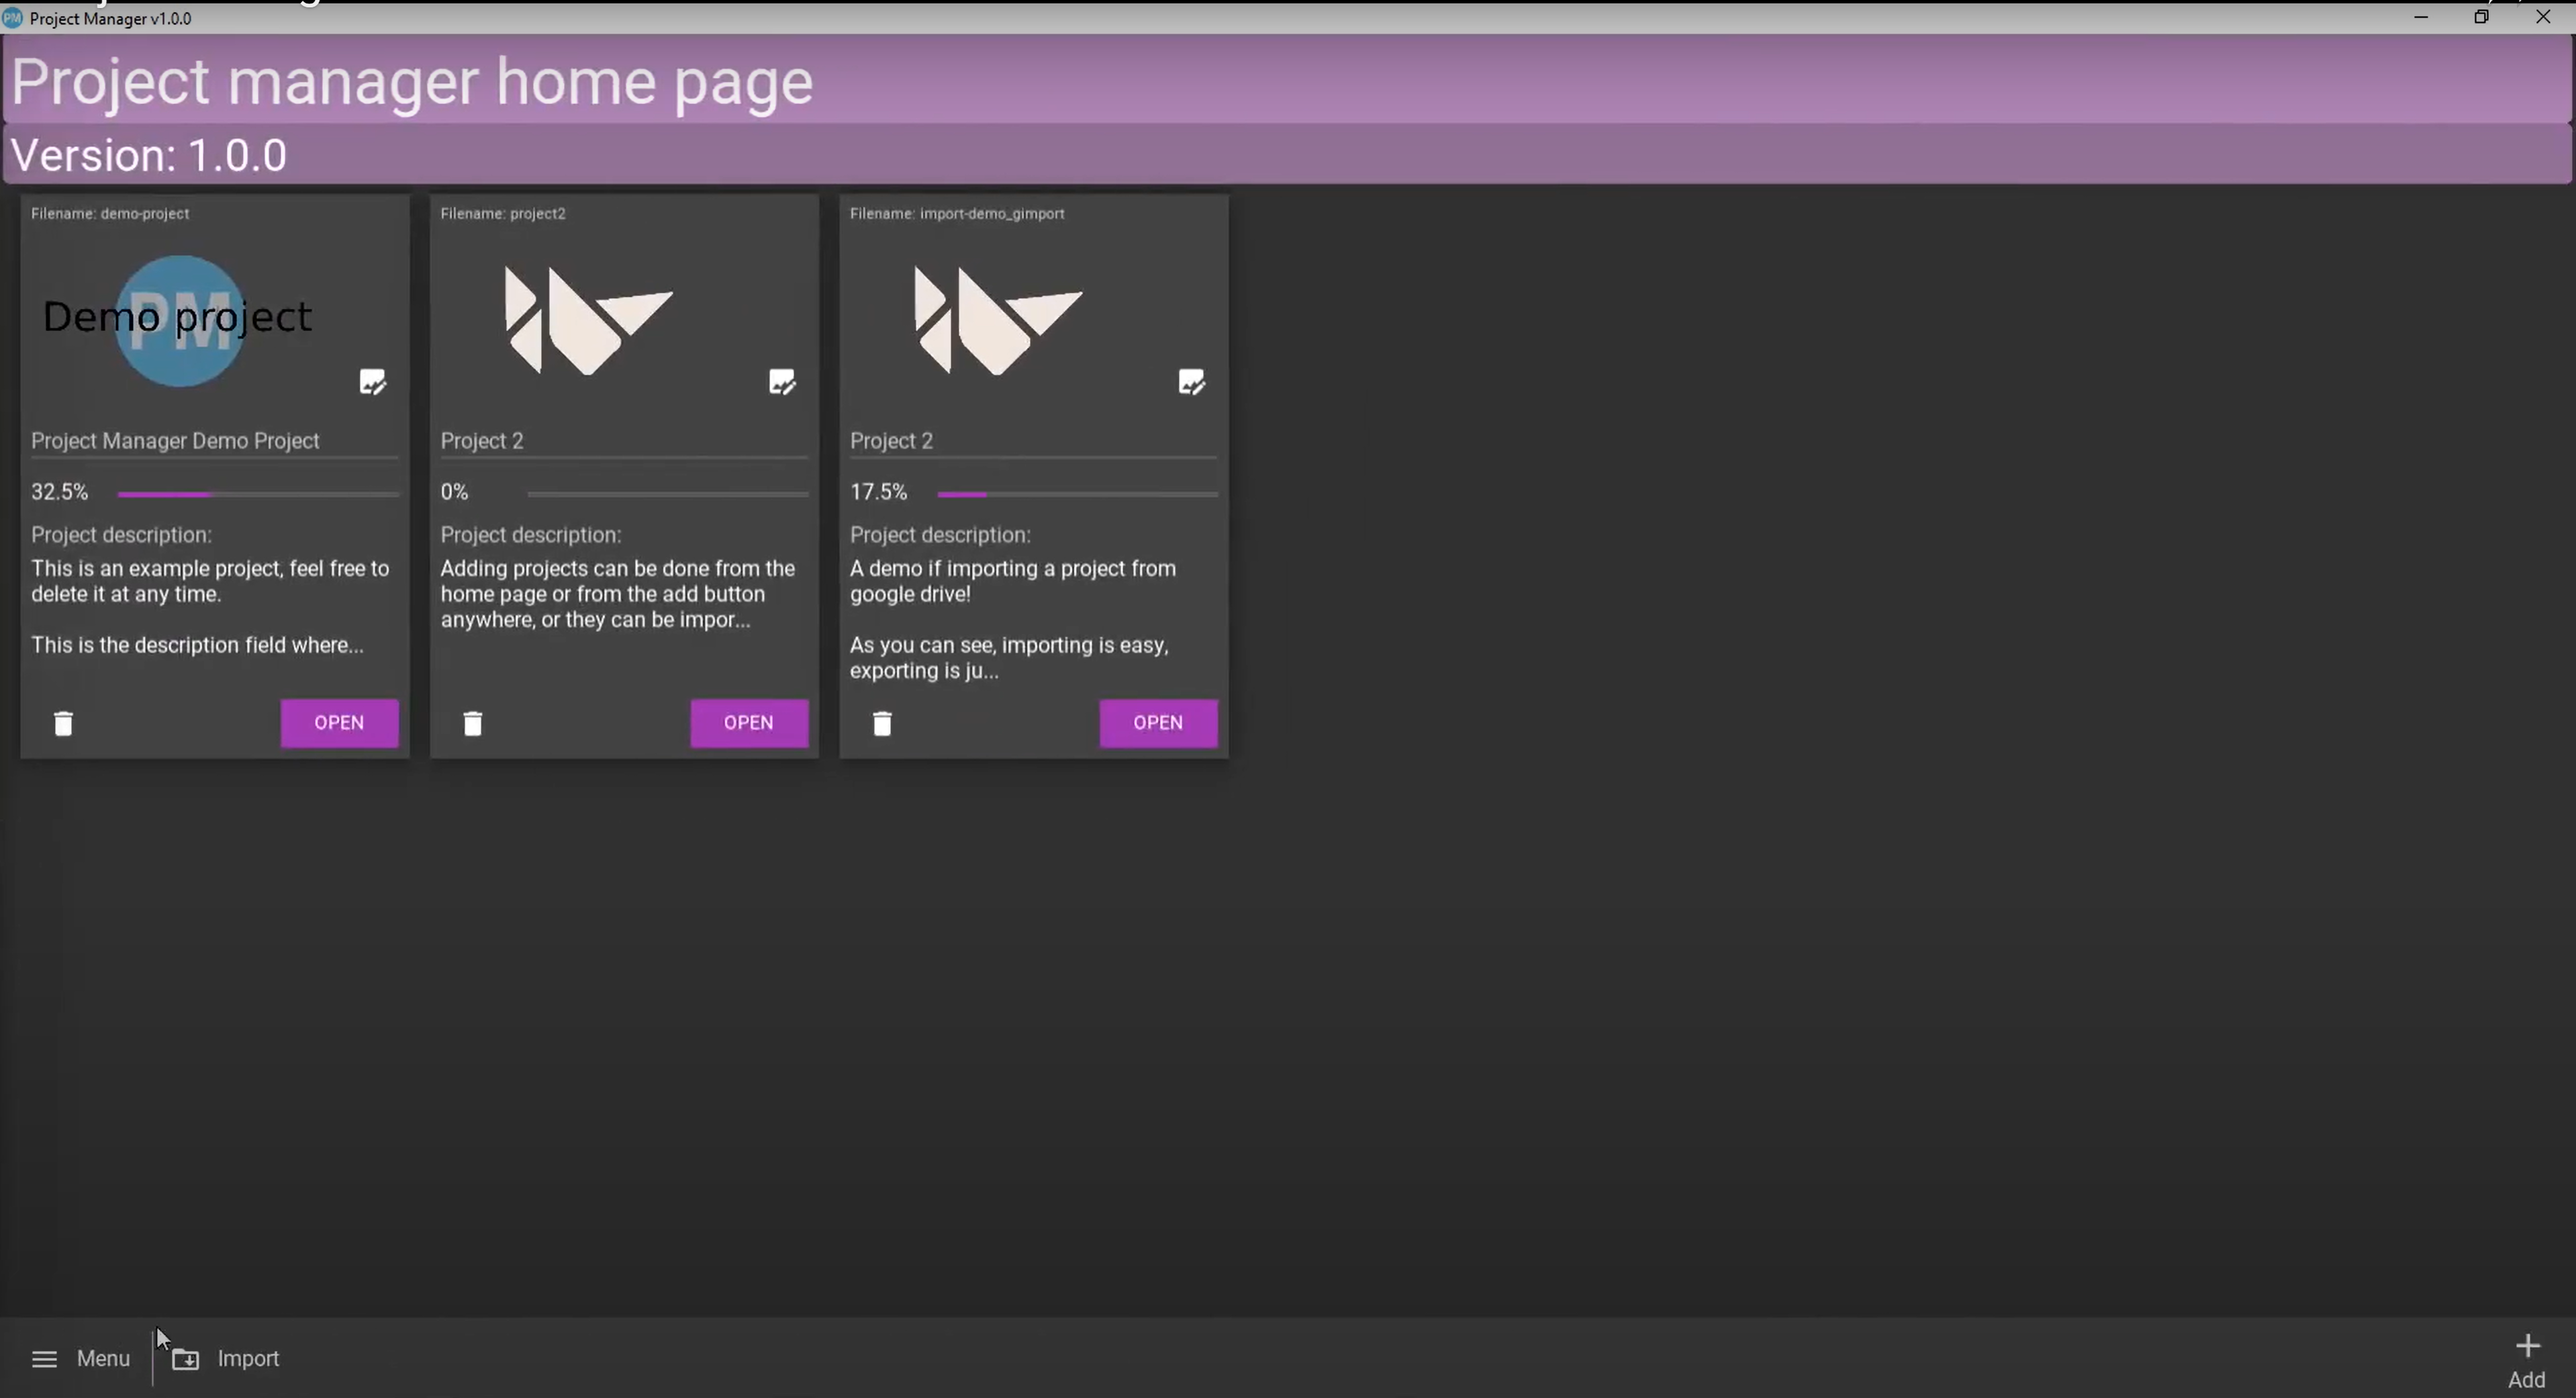 Project Manager v1.0.0
Project manager home page
Version: 1.0.0
Filename: demo-project
PM
Demo project
Project Manager Demo Project
32.5%
Project description:
This is an example project, feel free to
delete it at any time.
This is the description field where...
OPEN
Filename: project2
Project 2
0%
Project description:
Adding projects can be done from the
home page or from the add button
anywhere, or they can be impor...
OPEN
Filename: import-demo_gimport
Project 2
17.5%
Project description:
A demo if importing a project from
google drive!
As you can see, importing is easy,
exporting is ju...
OPEN
Menu
Import
Add